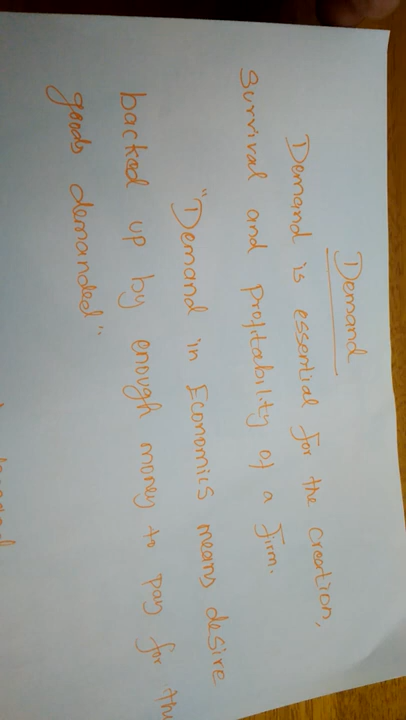 Demand
Demand is essential for the creation,
survival and profitability of a firm.
"Demand in Economics means desire
backed up by enough money to pay for the
goods demanded"